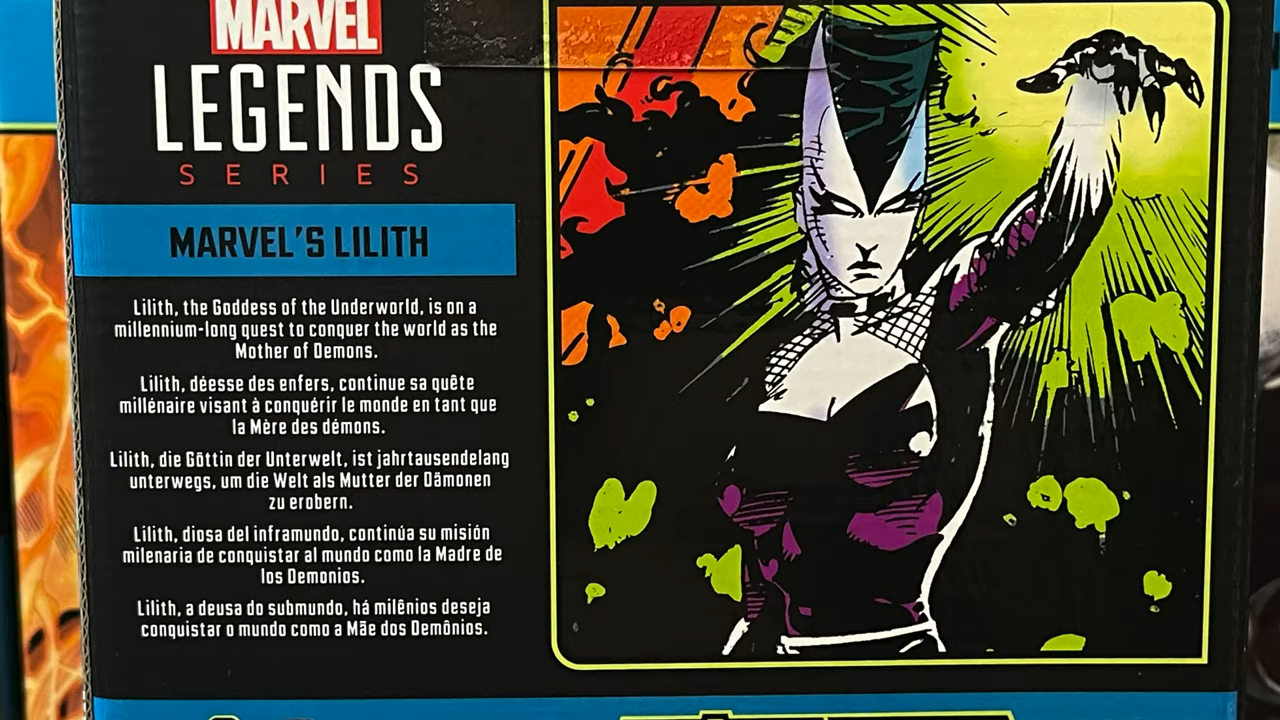 MARVEL
LEGENDS
SERIES
MARVEL'S LILITH
Lilith, the Goddess of the Underworld, is on a
millennium-long quest to conquer the world as the
Mother of Demons.
Lilith, déesse des enfers, continue sa quête
millénaire visant à conquérir le monde en tant que
la Mère des démons.
Lilith, die Göttin der Unterwelt, ist jahrtausendelang
unterwegs, um die Welt als Mutter der Dämonen
zu erobern.
Lilith, diosa del inframundo, continúa su misión
milenaria de conquistar al mundo como la Madre de
los Demonios.
Lilith, a deusa do submundo, há milênios deseja
conquistar o mundo como a Mãe dos Demônios.